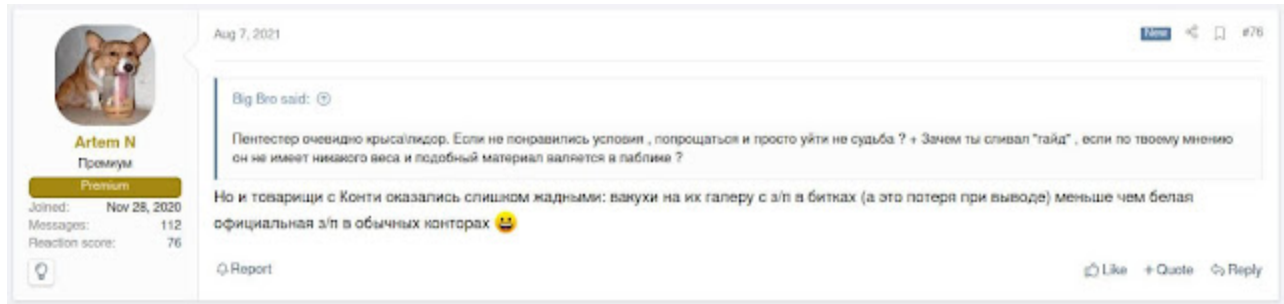 Aug 7, 2021
New
#76
Big Bro said:
Пентестер очевидно крыса\пидор. Если не понравились условия , попрощаться и просто уйти не судьба ? + Зачем ты сливал "гайд" , если по твоему мнению
он не имеет никакого веса и подобный материал валяется в паблике ?
Artem N
Премиум
Premium
Joined: Nov 28, 2020
Messages: 112
Reaction score: 76
Но и товарищи с Конти оказались слишком жадными: вакухи на их галеру с з/п в битках (а это потеря при выводе) меньше чем белая
официальная з/п в обычных конторах
Report
Like
+ Quote
Reply